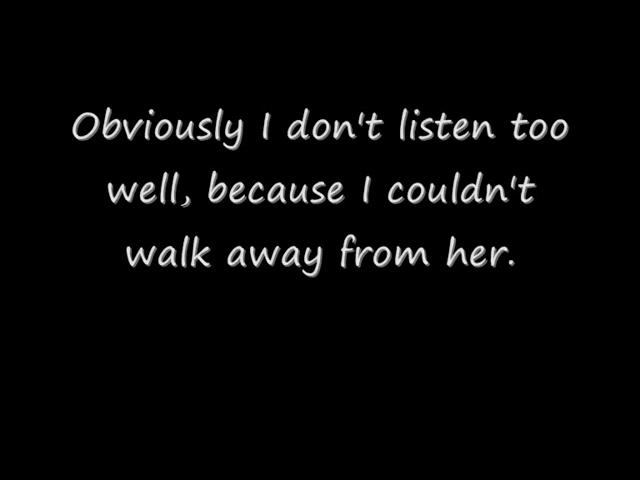 Obviously I don't listen too
well, because I couldn't
walk away from her.